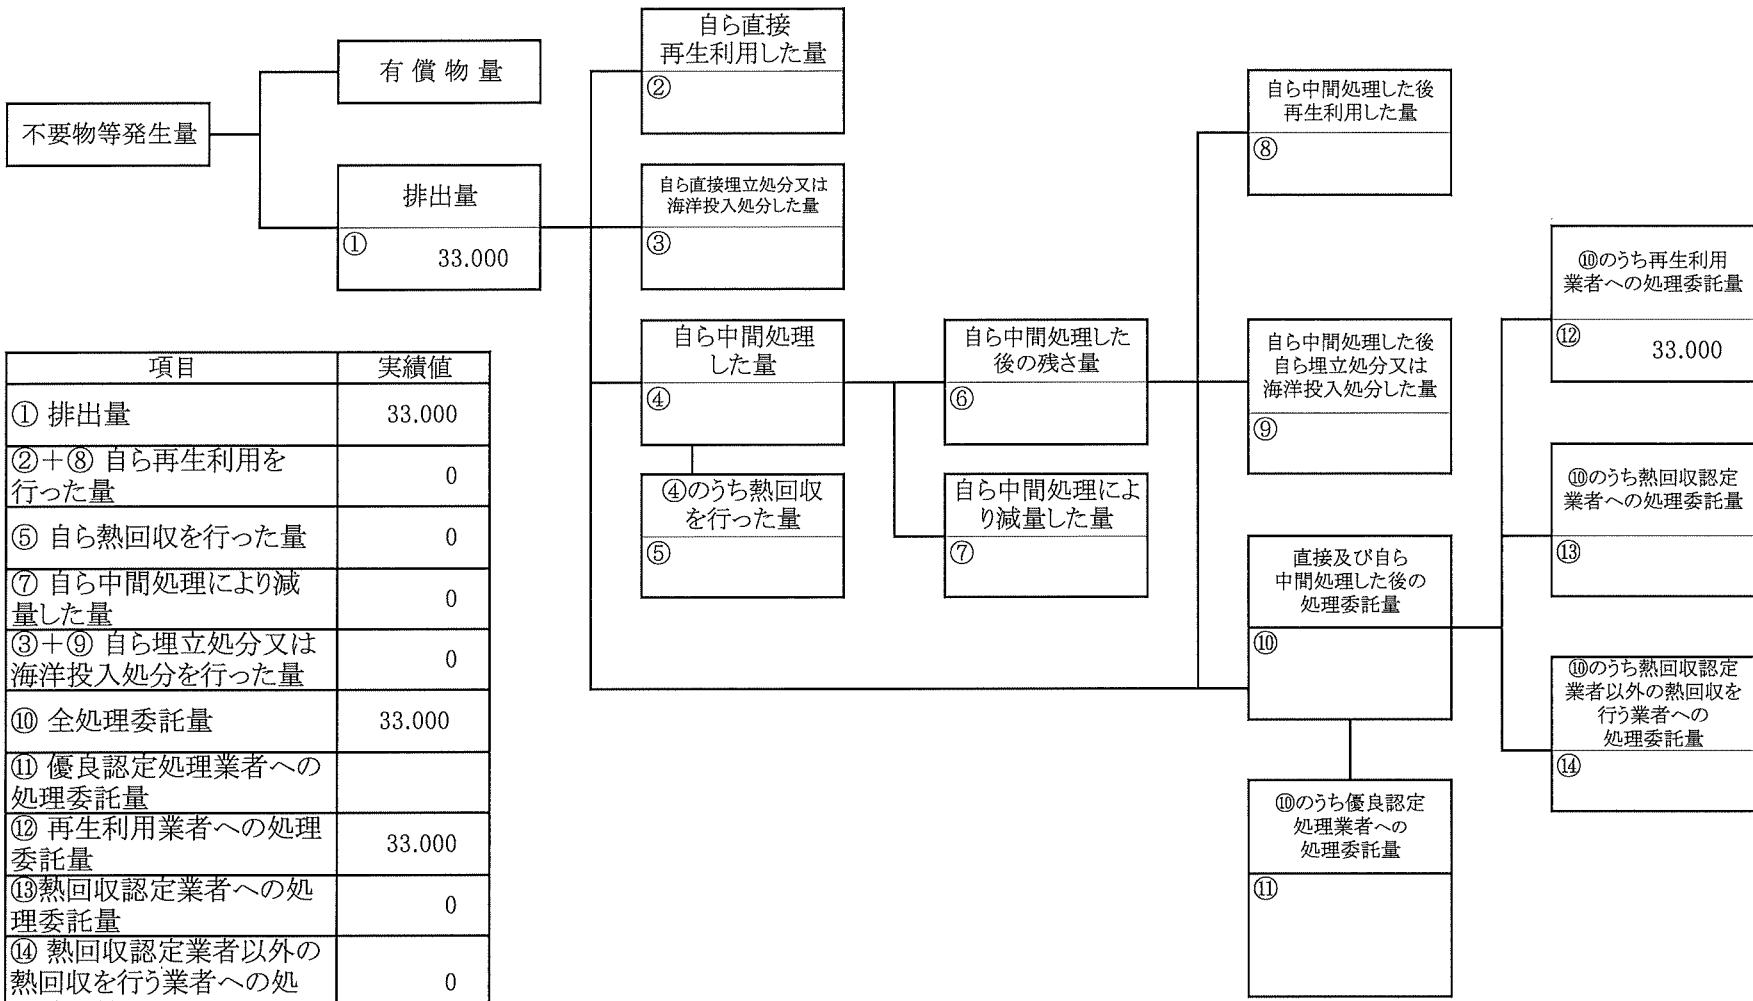 不要物等発生量
有償物量
排出量
① 33.000
自ら直接
再生利用した量
②
自ら直接埋立処分又は
海洋投入処分した量
③
自ら中間処理
した量
④
④のうち熱回収
を行った量
⑤
自ら中間処理した
後の残さ量
⑥
自ら中間処理によ
り減量した量
⑦
自ら中間処理した後
再生利用した量
⑧
自ら中間処理した後
自ら埋立処分又は
海洋投入処分した量
⑨
直接及び自ら
中間処理した後の
処理委託量
⑩
⑩のうち優良認定
処理業者への
処理委託量
⑪
⑩のうち再生利用
業者への処理委託量
⑫ 33.000
⑩のうち熱回収認定
業者への処理委託量
⑬
⑩のうち熱回収認定
業者以外の熱回収を
行う業者への
処理委託量
⑭
項目 実績値
① 排出量 33.000
②+⑧ 自ら再生利用を
行った量 0
⑤ 自ら熱回収を行った量 0
⑦ 自ら中間処理により減
量した量 0
③+⑨ 自ら埋立処分又は
海洋投入処分を行った量 0
⑩ 全処理委託量 33.000
⑪ 優良認定処理業者への
処理委託量
⑫ 再生利用業者への処理
委託量 33.000
⑬熱回収認定業者への処
理委託量 0
⑭ 熱回収認定業者以外の
熱回収を行う業者への処 0